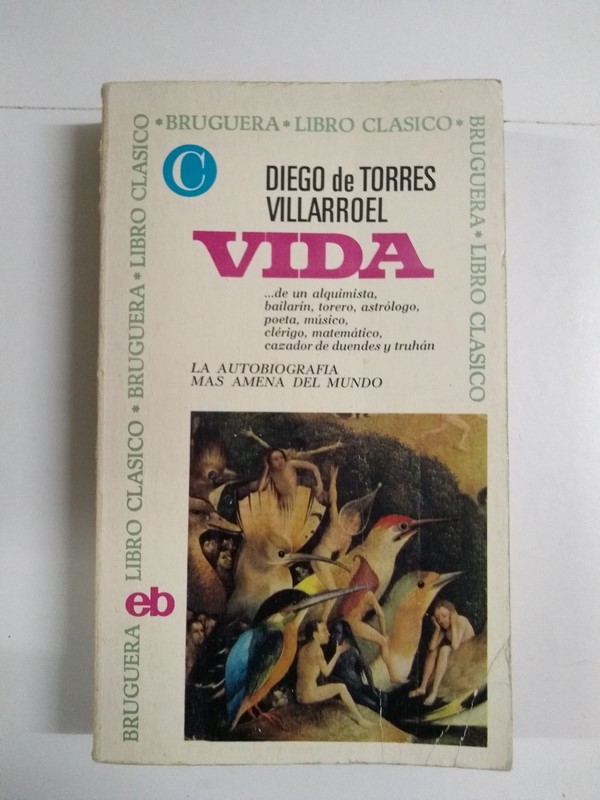 * BRUGUERA * LIBRO CLASICO *
BRUGUERA * LIBRO CLASICO
BRUGUERA LIBRO CLASICO * BRUGUERA * LIBRO CLASICO
C
DIEGO de TORRES
VILLARROEL
VIDA
...de un alquimista,
bailarín, torero, astrólogo,
poeta, músico,
clérigo, matemático,
cazador de duendes y truhán
LA AUTOBIOGRAFIA
MAS AMENA DEL MUNDO
eb